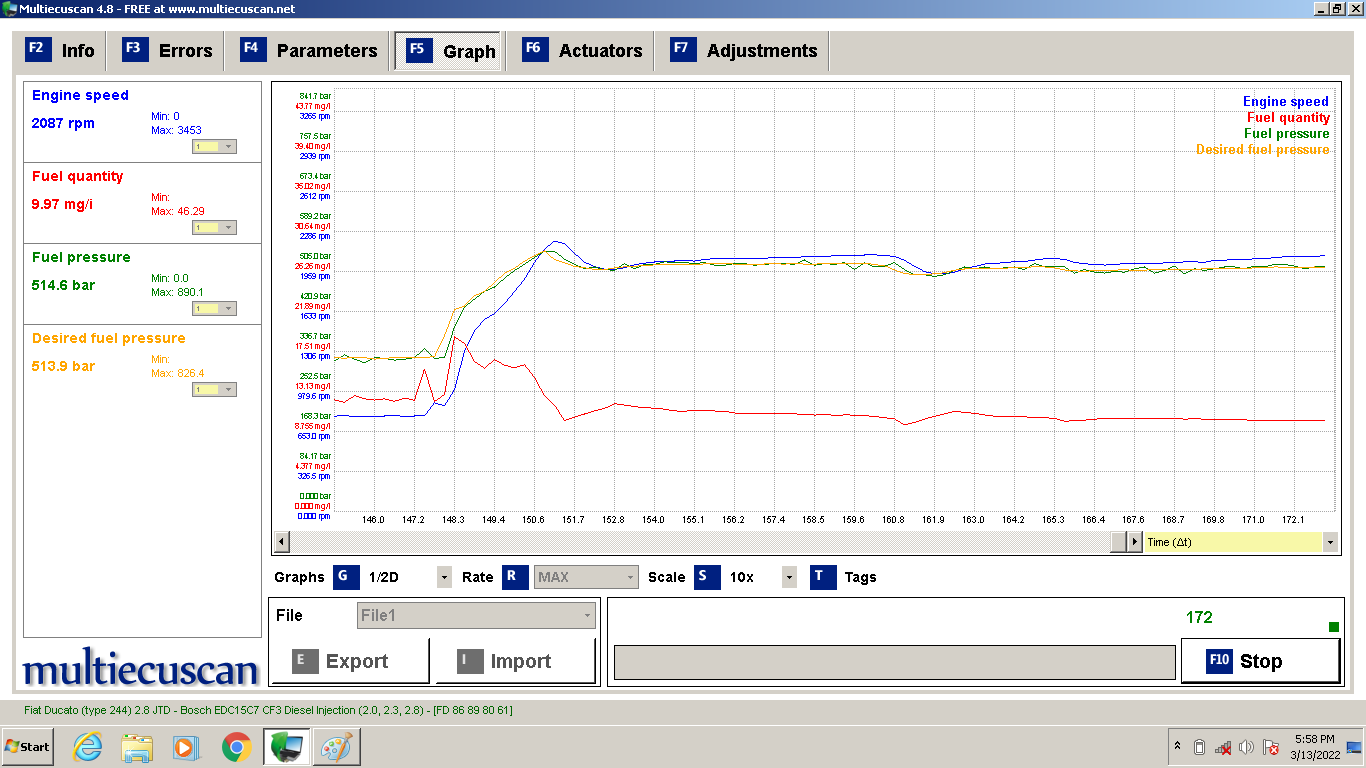 Multiecuscan 4.8 - FREE at www.multiecuscan.net
F2 Info F3 Errors F4 Parameters F5 Graph F6 Actuators F7 Adjustments
Engine speed
2087 rpm
Min: 0
Max: 3453
1
Fuel quantity
9.97 mg/i
Min:
Max: 46.29
1
Fuel pressure
514.6 bar
Min: 0.0
Max: 890.1
1
Desired fuel pressure
513.9 bar
Min:
Max: 826.4
1
multiecuscan
841.7 bar
43.77 mg/i
3265 rpm
757.5 bar
39.40 mg/i
2939 rpm
673.4 bar
35.02 mg/i
2612 rpm
589.2 bar
30.64 mg/i
2286 rpm
505.0 bar
26.26 mg/i
1959 rpm
420.9 bar
21.89 mg/i
1633 rpm
336.7 bar
17.51 mg/i
1306 rpm
252.5 bar
13.13 mg/i
979.6 rpm
168.3 bar
8.755 mg/i
653.0 rpm
84.17 bar
4.377 mg/i
326.5 rpm
0.000 bar
0.000 mg/i
0.000 rpm
Engine speed
Fuel quantity
Fuel pressure
Desired fuel pressure
146.0 147.2 148.3 149.4 150.6 151.7 152.8 154.0 155.1 156.2 157.4 158.5 159.6 160.8 161.9 163.0 164.2 165.3 166.4 167.6 168.7 169.8 171.0 172.1
Time (Δt)
Graphs G 1/2D Rate R MAX Scale S 10x T Tags
File File1
E Export I Import
172
F10 Stop
Fiat Ducato (type 244) 2.8 JTD - Bosch EDC15C7 CF3 Diesel Injection (2.0, 2.3, 2.8) - [FD 86 89 80 61]
Start
5:58 PM
3/13/2022